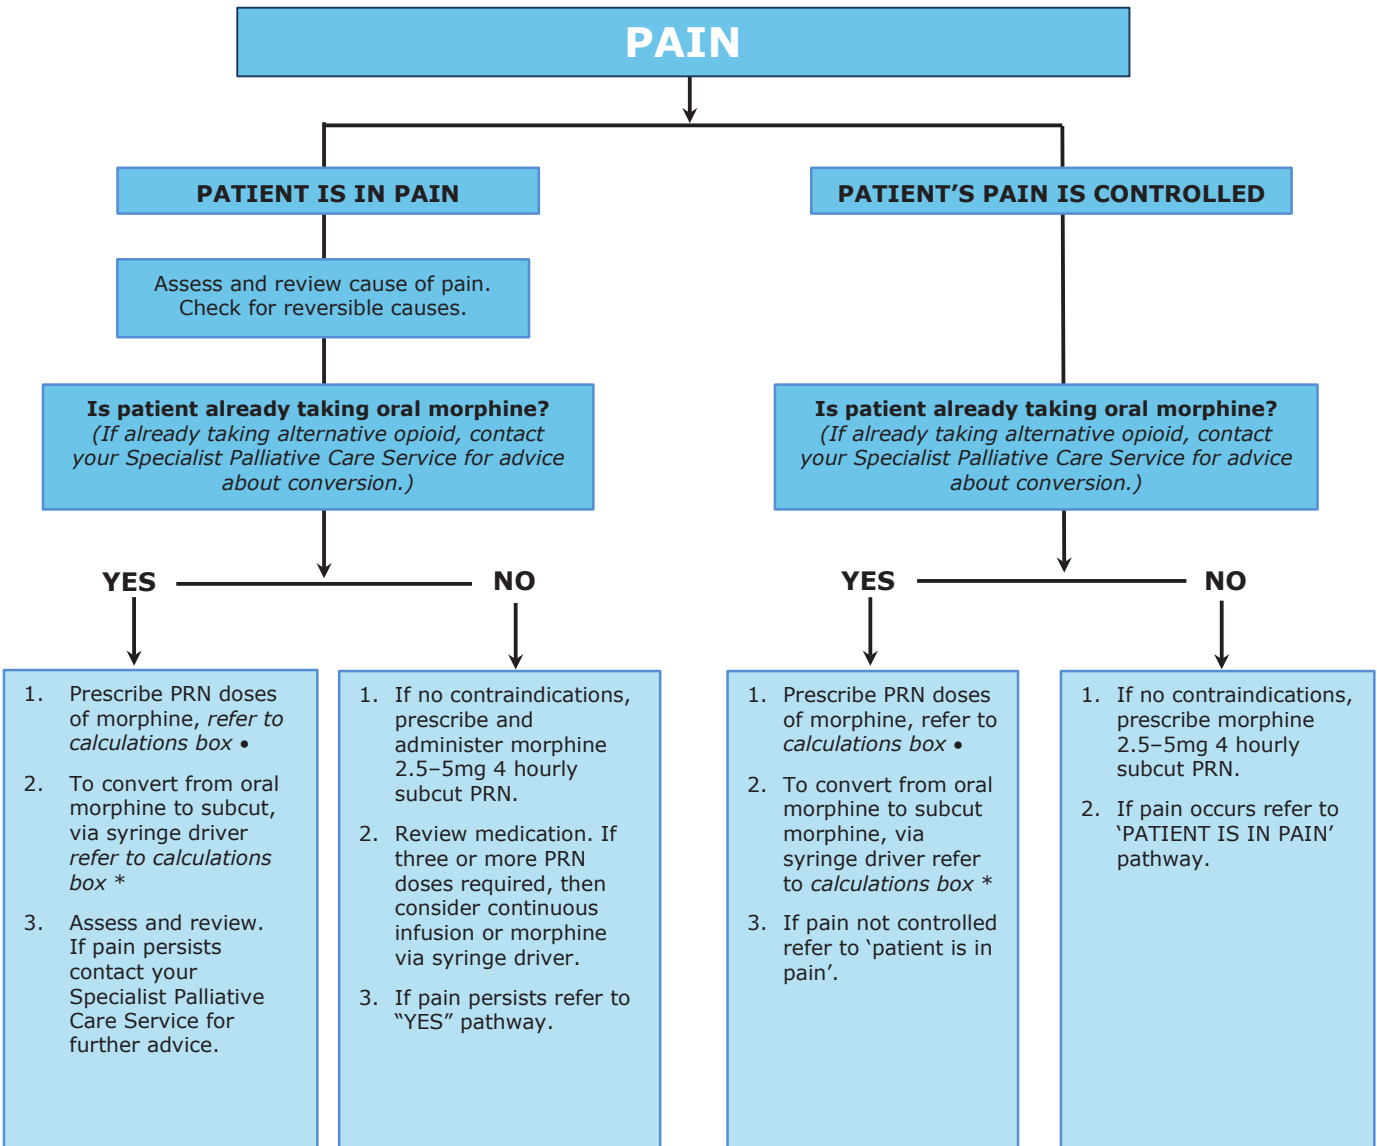 PAIN
PATIENT IS IN PAIN
PATIENT’S PAIN IS CONTROLLED
Assess and review cause of pain.
Check for reversible causes.
Is patient already taking oral morphine?
(If already taking alternative opioid, contact
your Specialist Palliative Care Service for advice
about conversion.)
Is patient already taking oral morphine?
(If already taking alternative opioid, contact
your Specialist Palliative Care Service for advice
about conversion.)
YES
NO
YES
NO
1. Prescribe PRN doses
of morphine, refer to
calculations box •
2. To convert from oral
morphine to subcut,
via syringe driver
refer to calculations
box *
3. Assess and review.
If pain persists
contact your
Specialist Palliative
Care Service for
further advice.
1. If no contraindications,
prescribe and
administer morphine
2.5–5mg 4 hourly
subcut PRN.
2. Review medication. If
three or more PRN
doses required, then
consider continuous
infusion or morphine
via syringe driver.
3. If pain persists refer to
“YES” pathway.
1. Prescribe PRN doses
of morphine, refer to
calculations box •
2. To convert from oral
morphine to subcut
morphine, via
syringe driver refer
to calculations box *
3. If pain not controlled
refer to ‘patient is in
pain’.
1. If no contraindications,
prescribe morphine
2.5–5mg 4 hourly
subcut PRN.
2. If pain occurs refer to
‘PATIENT IS IN PAIN’
pathway.